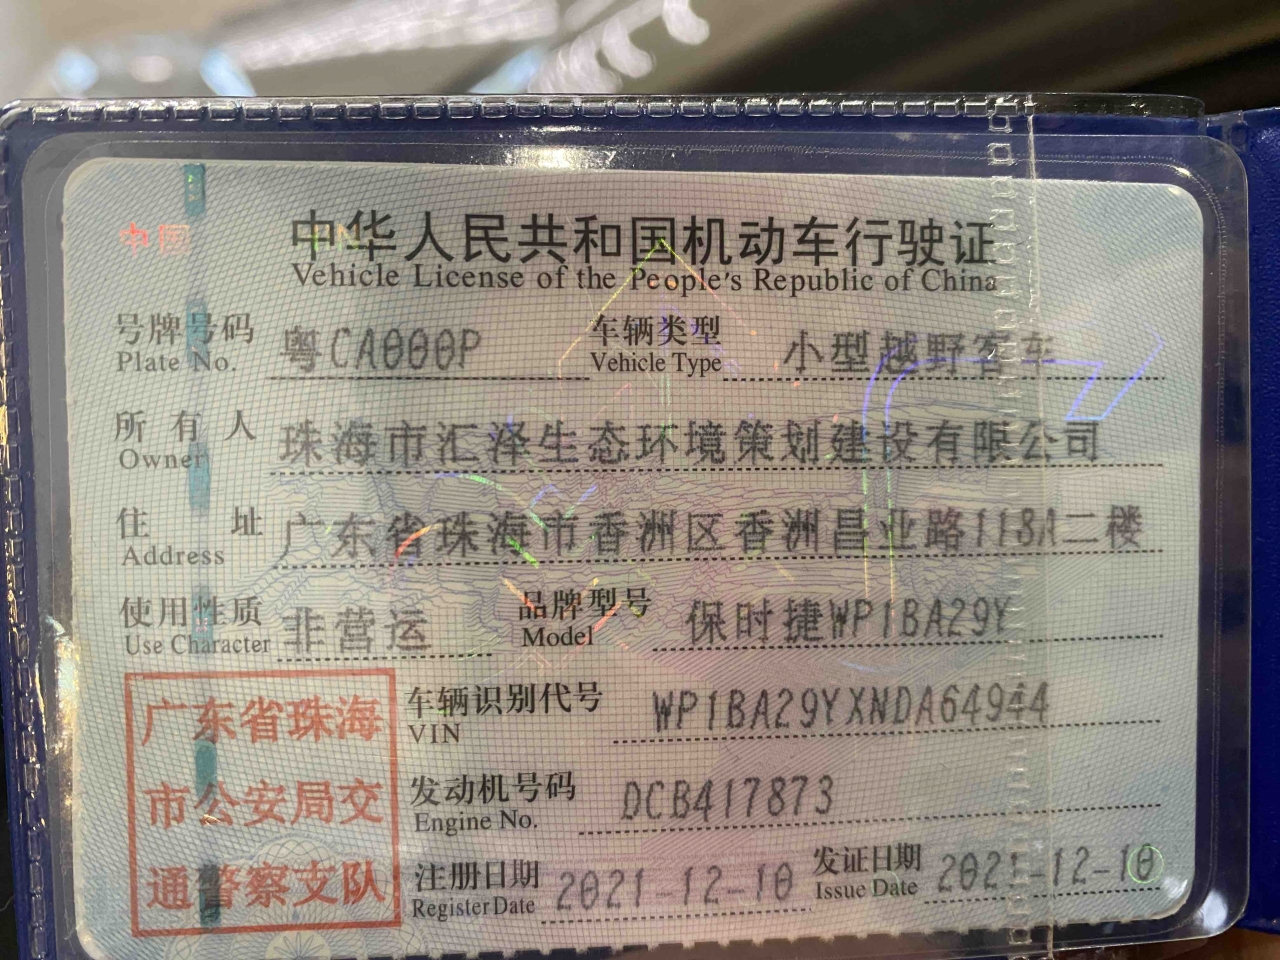 中国
中华人民共和国机动车行驶证
Vehicle License of the People's Republic of China
号牌号码 粤CA000P 车辆类型 小型越野客车
Plate No. Vehicle Type
所有人 珠海市汇泽生态环境策划建设有限公司
Owner
住址 广东省珠海市香洲区香洲昌业路118A二楼
Address
使用性质 非营运 品牌型号 保时捷WP1BA29Y
Use Character Model
广东省珠海
市公安局交
通警察支队
车辆识别代号 WP1BA29YXNDA64944
VIN
发动机号码 DCB417873
Engine No.
注册日期 2021-12-10 发证日期 2021-12-10
Register Date Issue Date